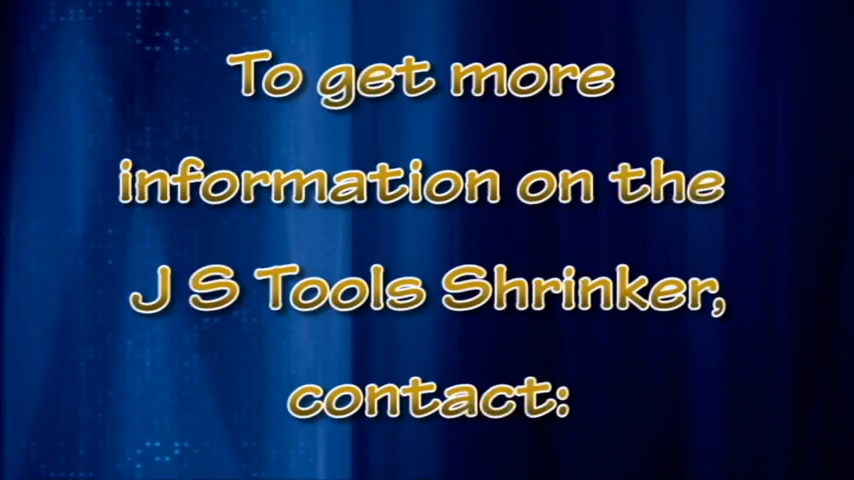 To get more
information on the
J S Tools Shrinker,
contact: